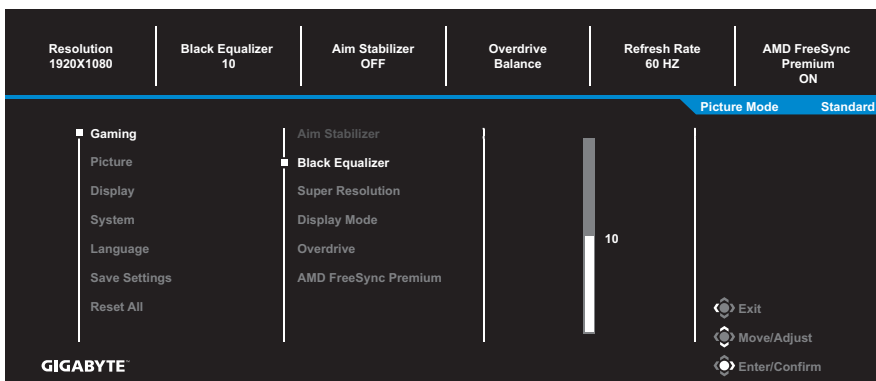 Resolution
1920X1080
Black Equalizer
10
Aim Stabilizer
OFF
Overdrive
Balance
Refresh Rate
60 HZ
AMD FreeSync
Premium
ON
Picture Mode Standard
Gaming
Picture
Display
System
Language
Save Settings
Reset All
Aim Stabilizer
Black Equalizer
Super Resolution
Display Mode
Overdrive
AMD FreeSync Premium
10
Exit
Move/Adjust
Enter/Confirm
GIGABYTE™